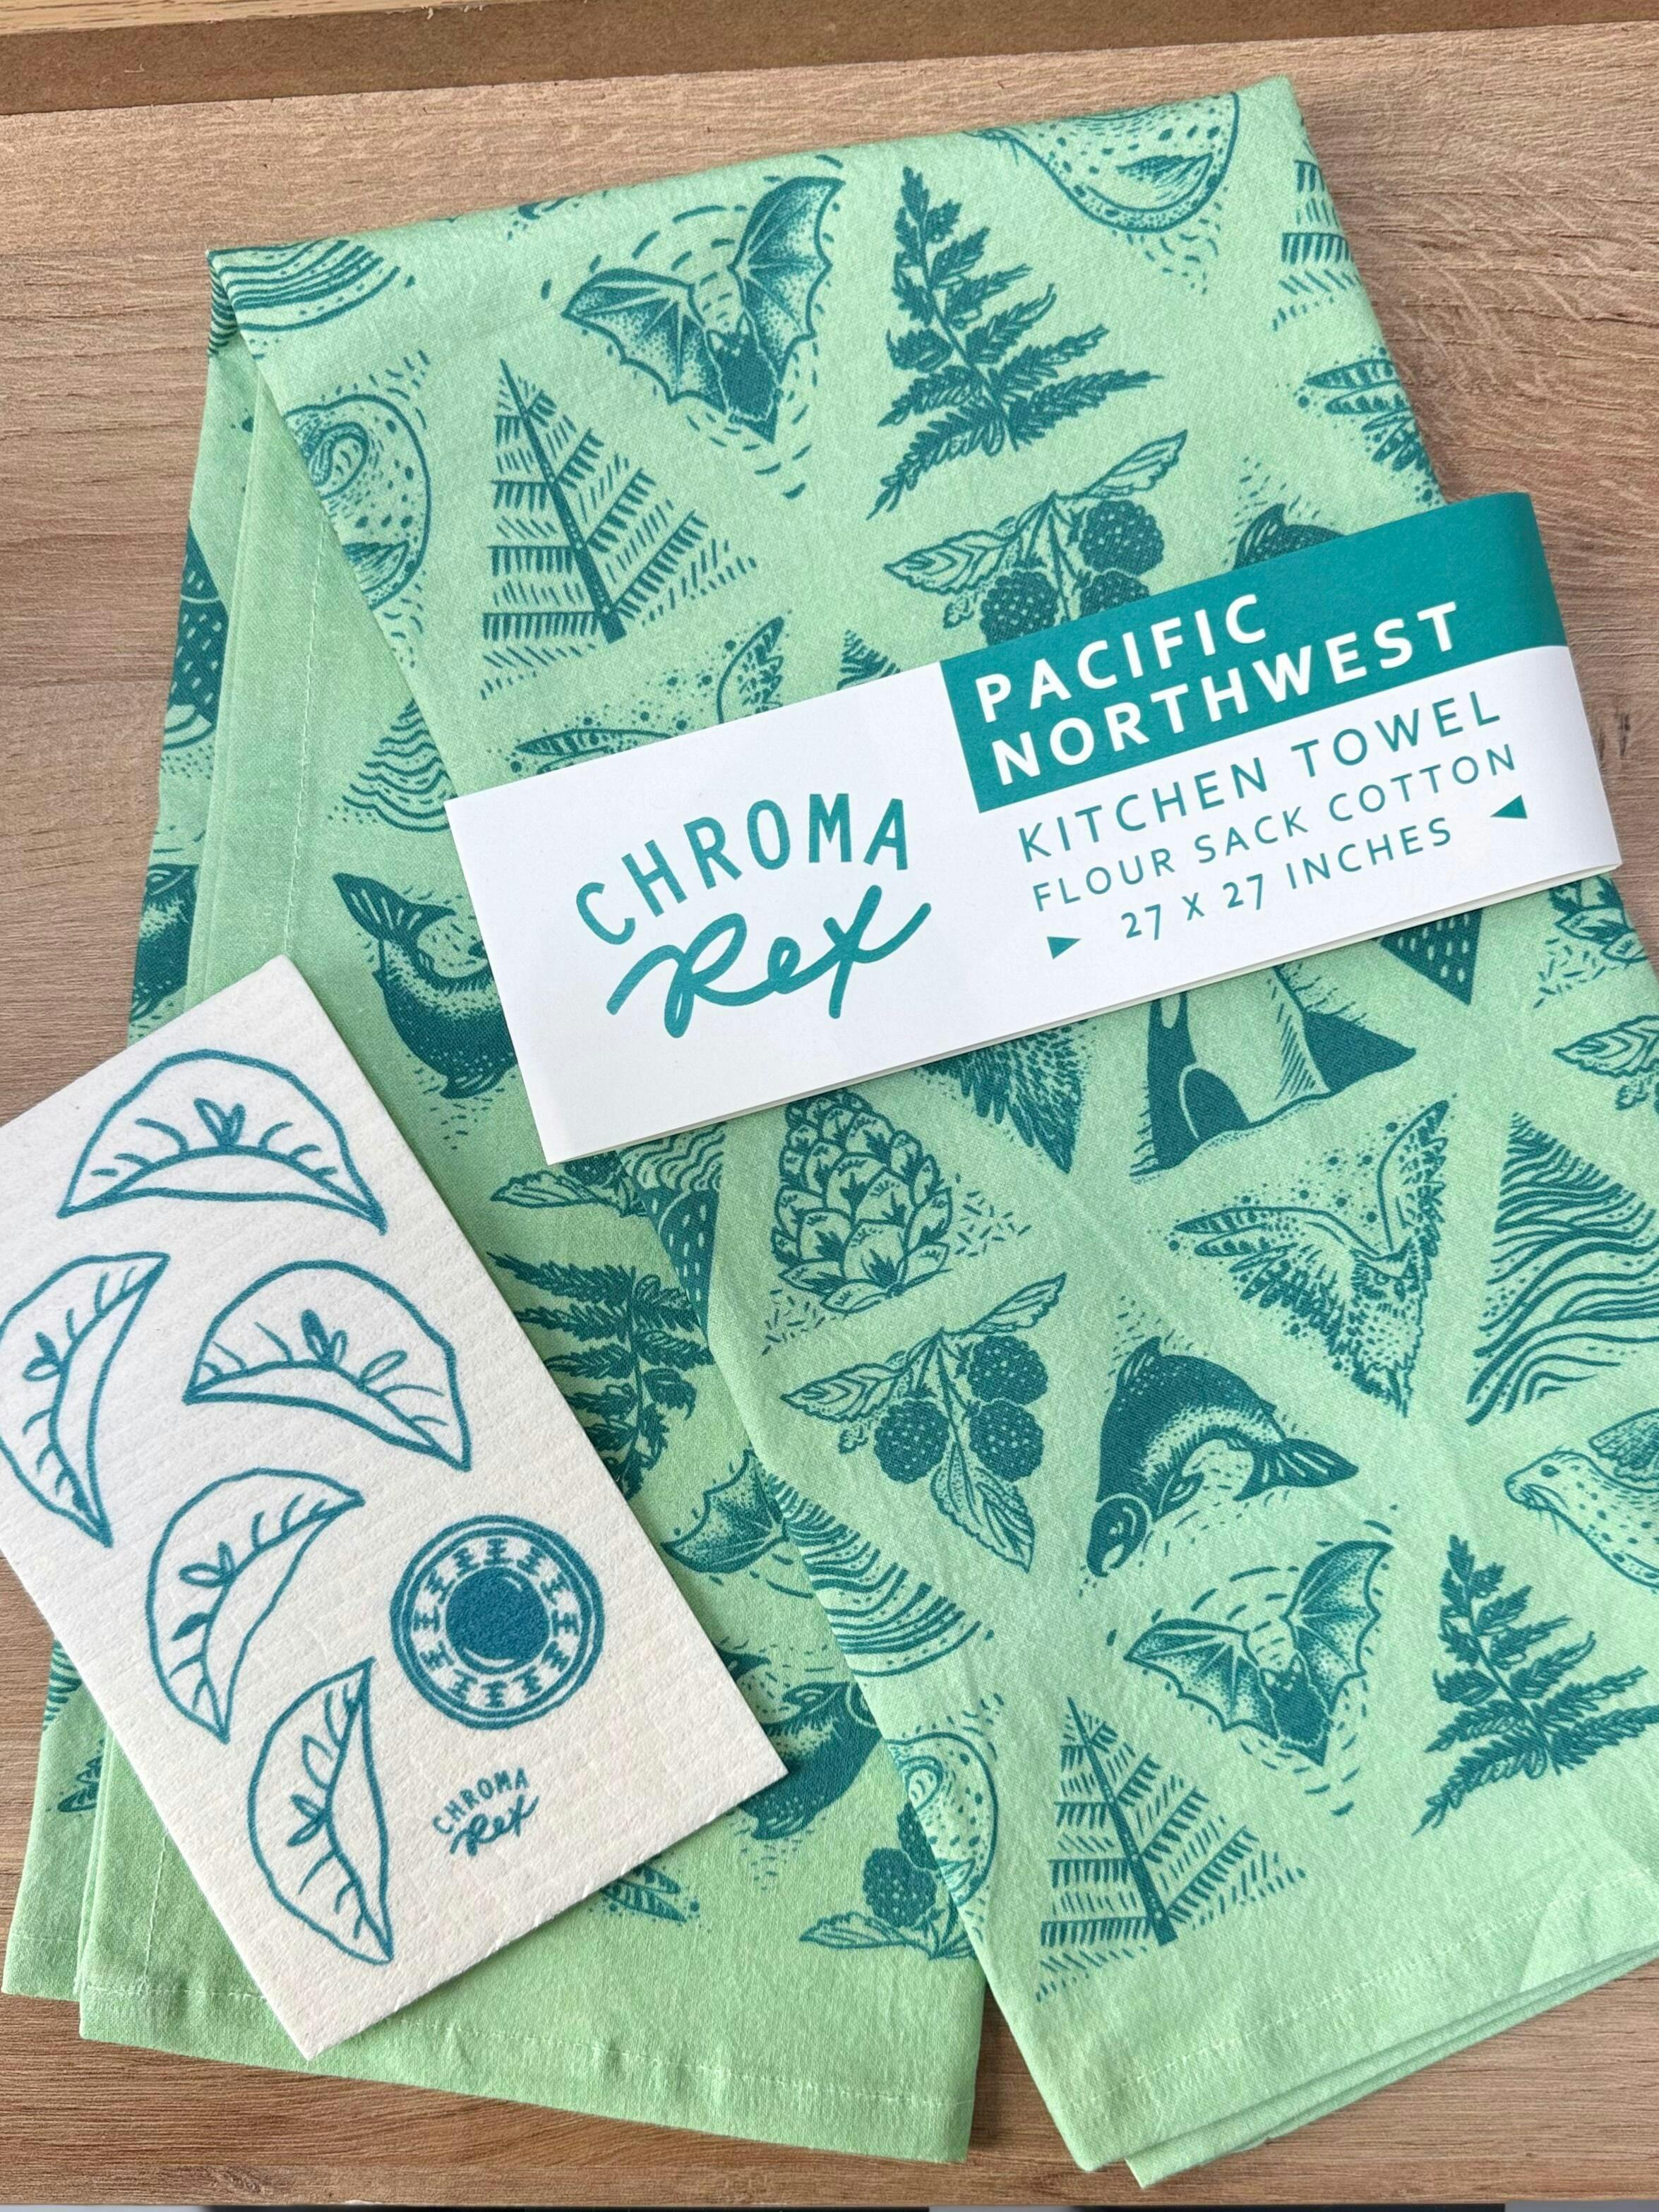 PACIFIC
NORTHWEST
KITCHEN TOWEL
FLOUR SACK COTTON
27 X 27 INCHES
CHROMA
Rex
CHROMA
Rex